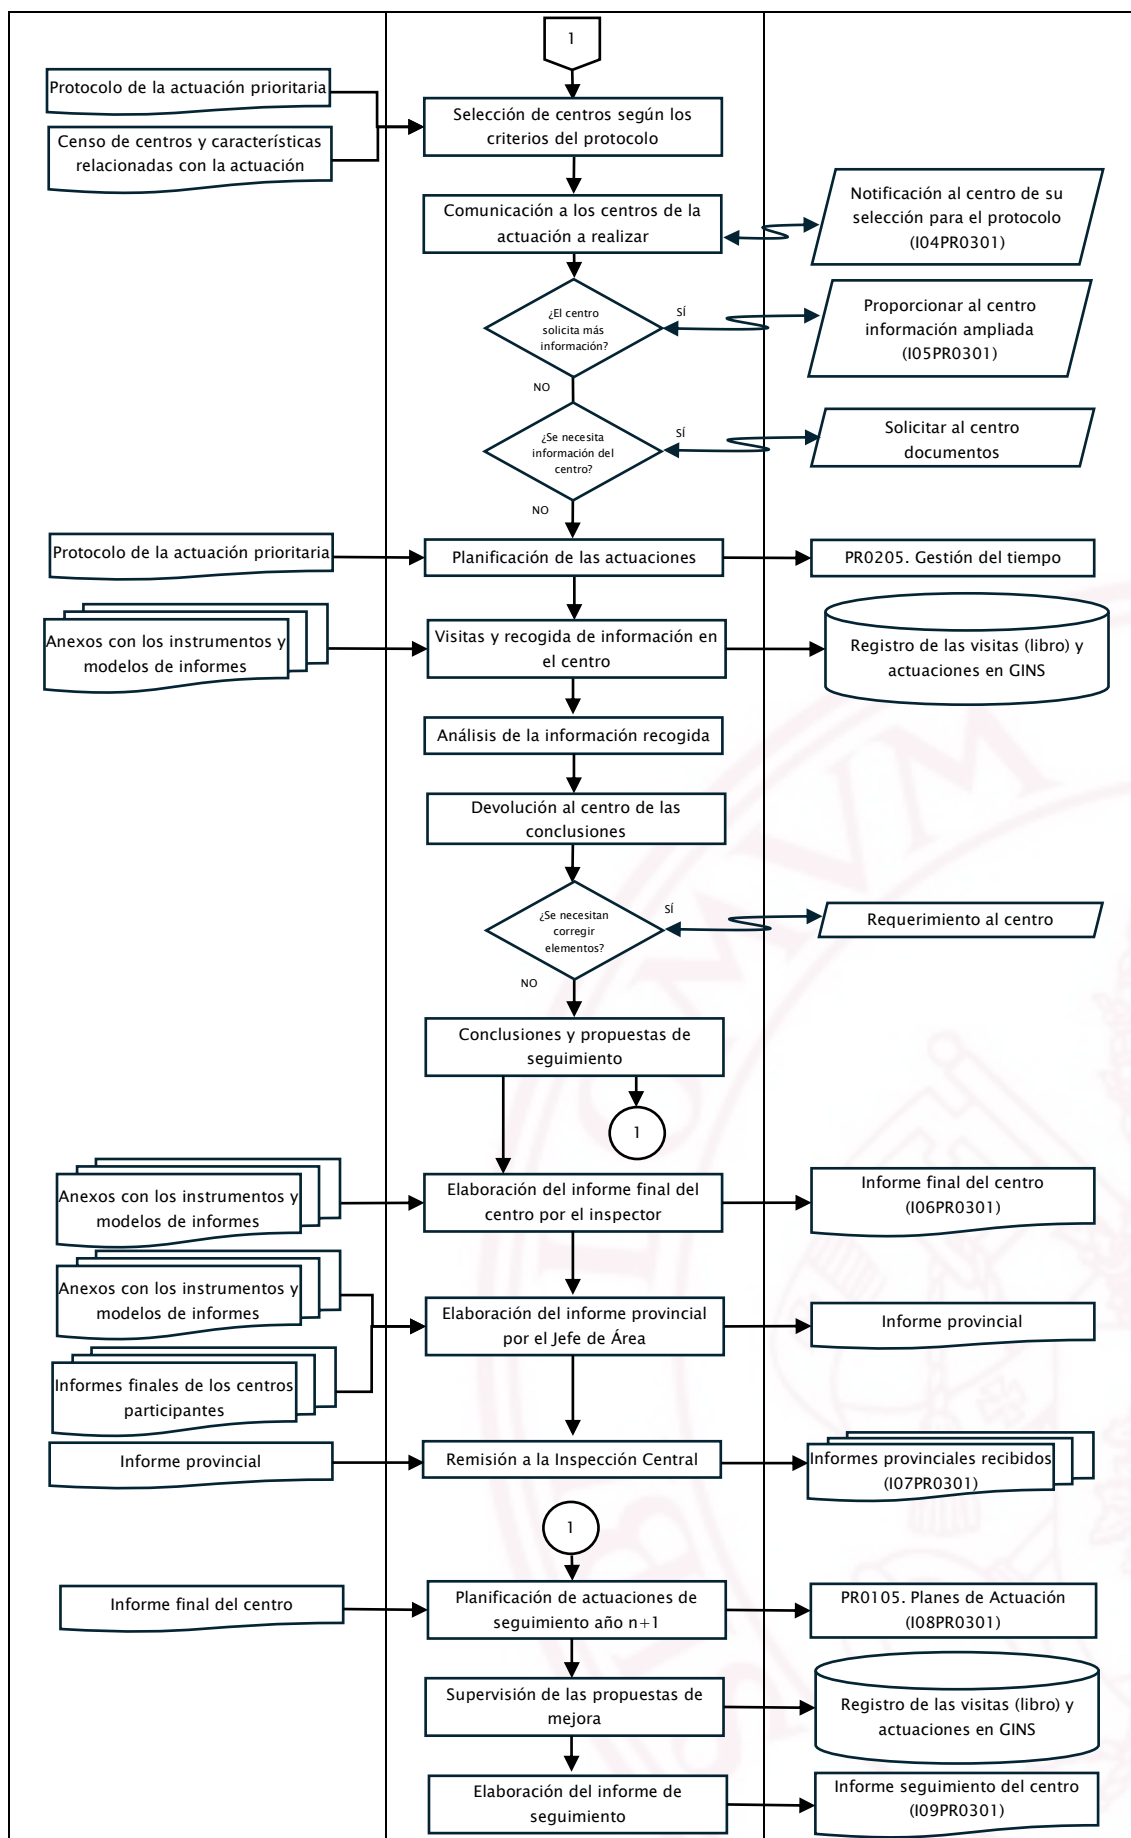 1
Protocolo de la actuación prioritaria
Censo de centros y características
relacionadas con la actuación
Selección de centros según los
criterios del protocolo
Comunicación a los centros de la
actuación a realizar
Notificación al centro de su
selección para el protocolo
(I04PR0301)
¿El centro
solicita más
información?
SÍ
Proporcionar al centro
información ampliada
(I05PR0301)
NO
¿Se necesita
información del
centro?
SÍ
Solicitar al centro
documentos
NO
Protocolo de la actuación prioritaria
Planificación de las actuaciones
PR0205. Gestión del tiempo
Anexos con los instrumentos y
modelos de informes
Visitas y recogida de información en
el centro
Registro de las visitas (libro) y
actuaciones en GINS
Análisis de la información recogida
Devolución al centro de las
conclusiones
¿Se necesitan
corregir
elementos?
SÍ
Requerimiento al centro
NO
Conclusiones y propuestas de
seguimiento
1
Anexos con los instrumentos y
modelos de informes
Elaboración del informe final del
centro por el inspector
Informe final del centro
(I06PR0301)
Anexos con los instrumentos y
modelos de informes
Informes finales de los centros
participantes
Elaboración del informe provincial
por el Jefe de Área
Informe provincial
Informe provincial
Remisión a la Inspección Central
Informes provinciales recibidos
(I07PR0301)
1
Informe final del centro
Planificación de actuaciones de
seguimiento año n+1
PR0105. Planes de Actuación
(I08PR0301)
Supervisión de las propuestas de
mejora
Registro de las visitas (libro) y
actuaciones en GINS
Elaboración del informe de
seguimiento
Informe seguimiento del centro
(I09PR0301)